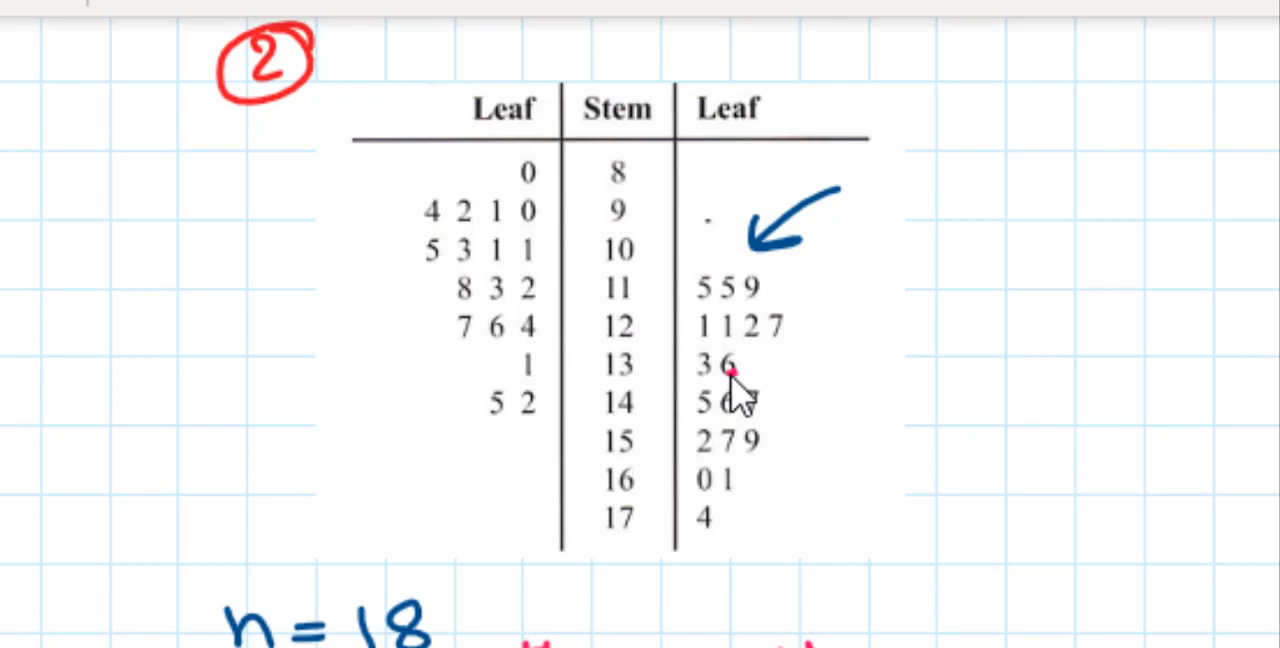 2
Leaf Stem Leaf
0 8
4 2 1 0 9
5 3 1 1 10
8 3 2 11 5 5 9
7 6 4 12 1 1 2 7
1 13 3 6
5 2 14 5
15 2 7 9
16 0 1
17 4
n = 18